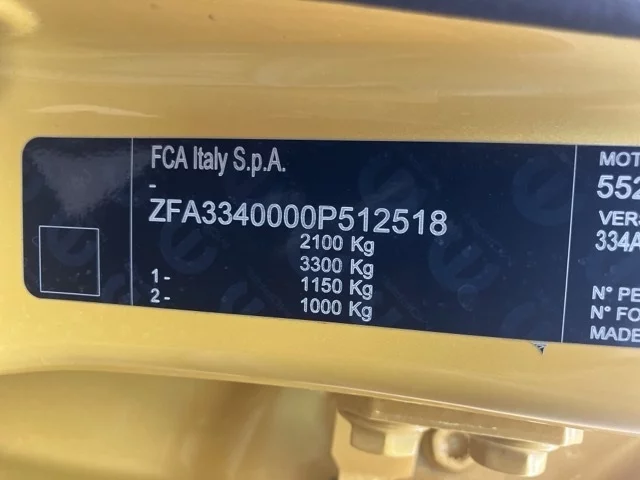 FCA Italy S.p.A.
-
ZFA3340000P512518
2100 Kg
3300 Kg
1- 1150 Kg
2- 1000 Kg
MOT
552
VERS
334A
N° PE
N° FO
MADE